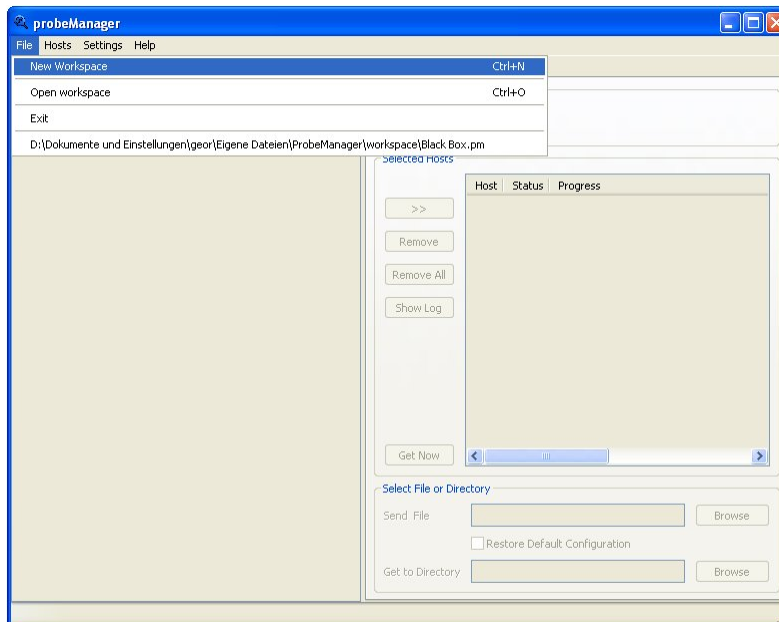 probeManager
File Hosts Settings Help
New Workspace Ctrl+N
Open workspace Ctrl+O
Exit
D:\Dokumente und Einstellungen\geor\Eigene Dateien\ProbeManager\workspace\Black Box.pm
Selected Hosts
Host Status Progress
>>
Remove
Remove All
Show Log
Get Now
Select File or Directory
Send File Browse
Restore Default Configuration
Get to Directory Browse